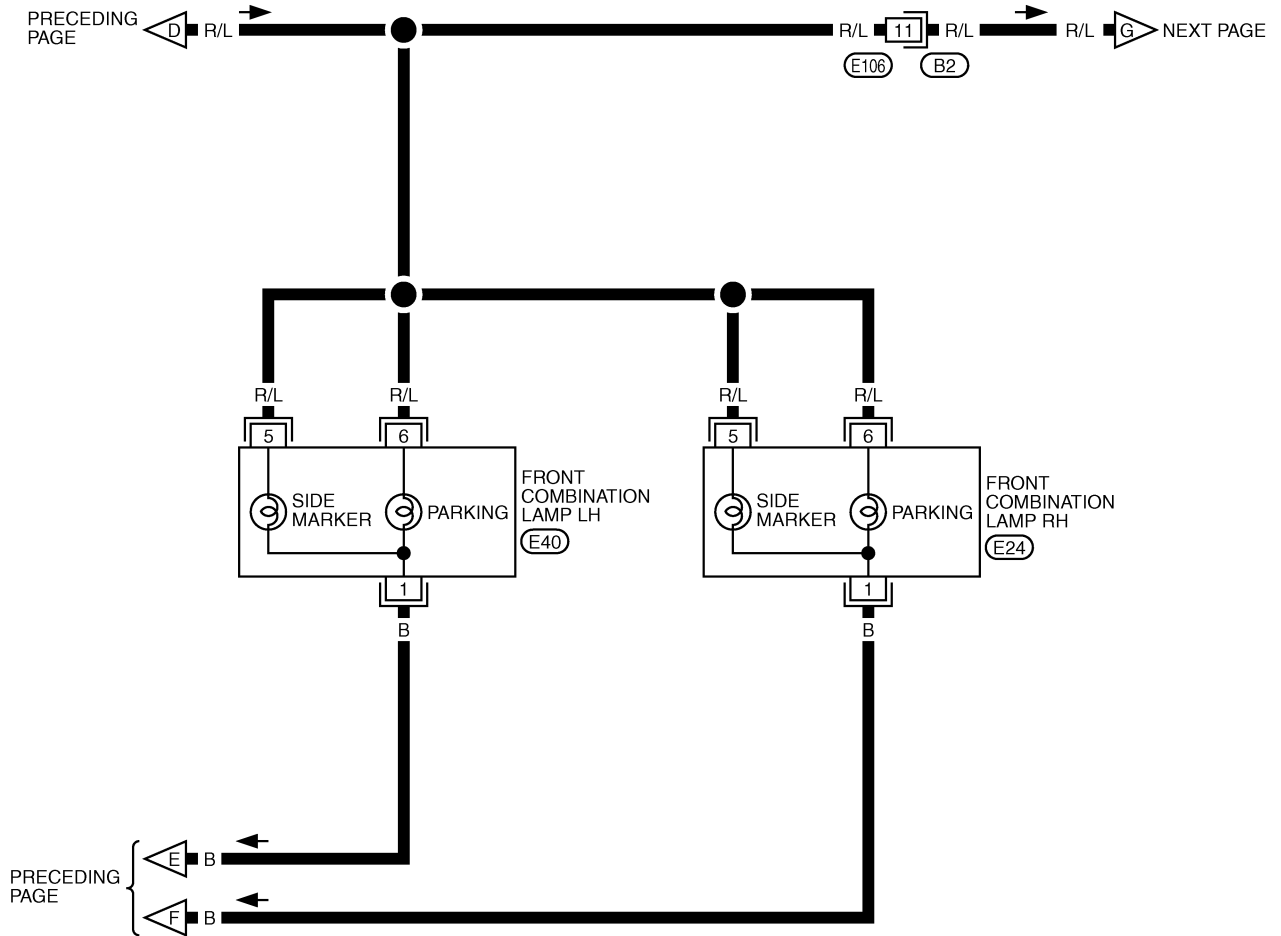 PRECEDING
PAGE
D R/L R/L 11 R/L R/L G NEXT PAGE
E106 B2
R/L R/L R/L R/L
5 6 5 6
SIDE
MARKER
PARKING
FRONT
COMBINATION
LAMP LH
E40
SIDE
MARKER
PARKING
FRONT
COMBINATION
LAMP RH
E24
1 1
B B
PRECEDING
PAGE
E B
F B